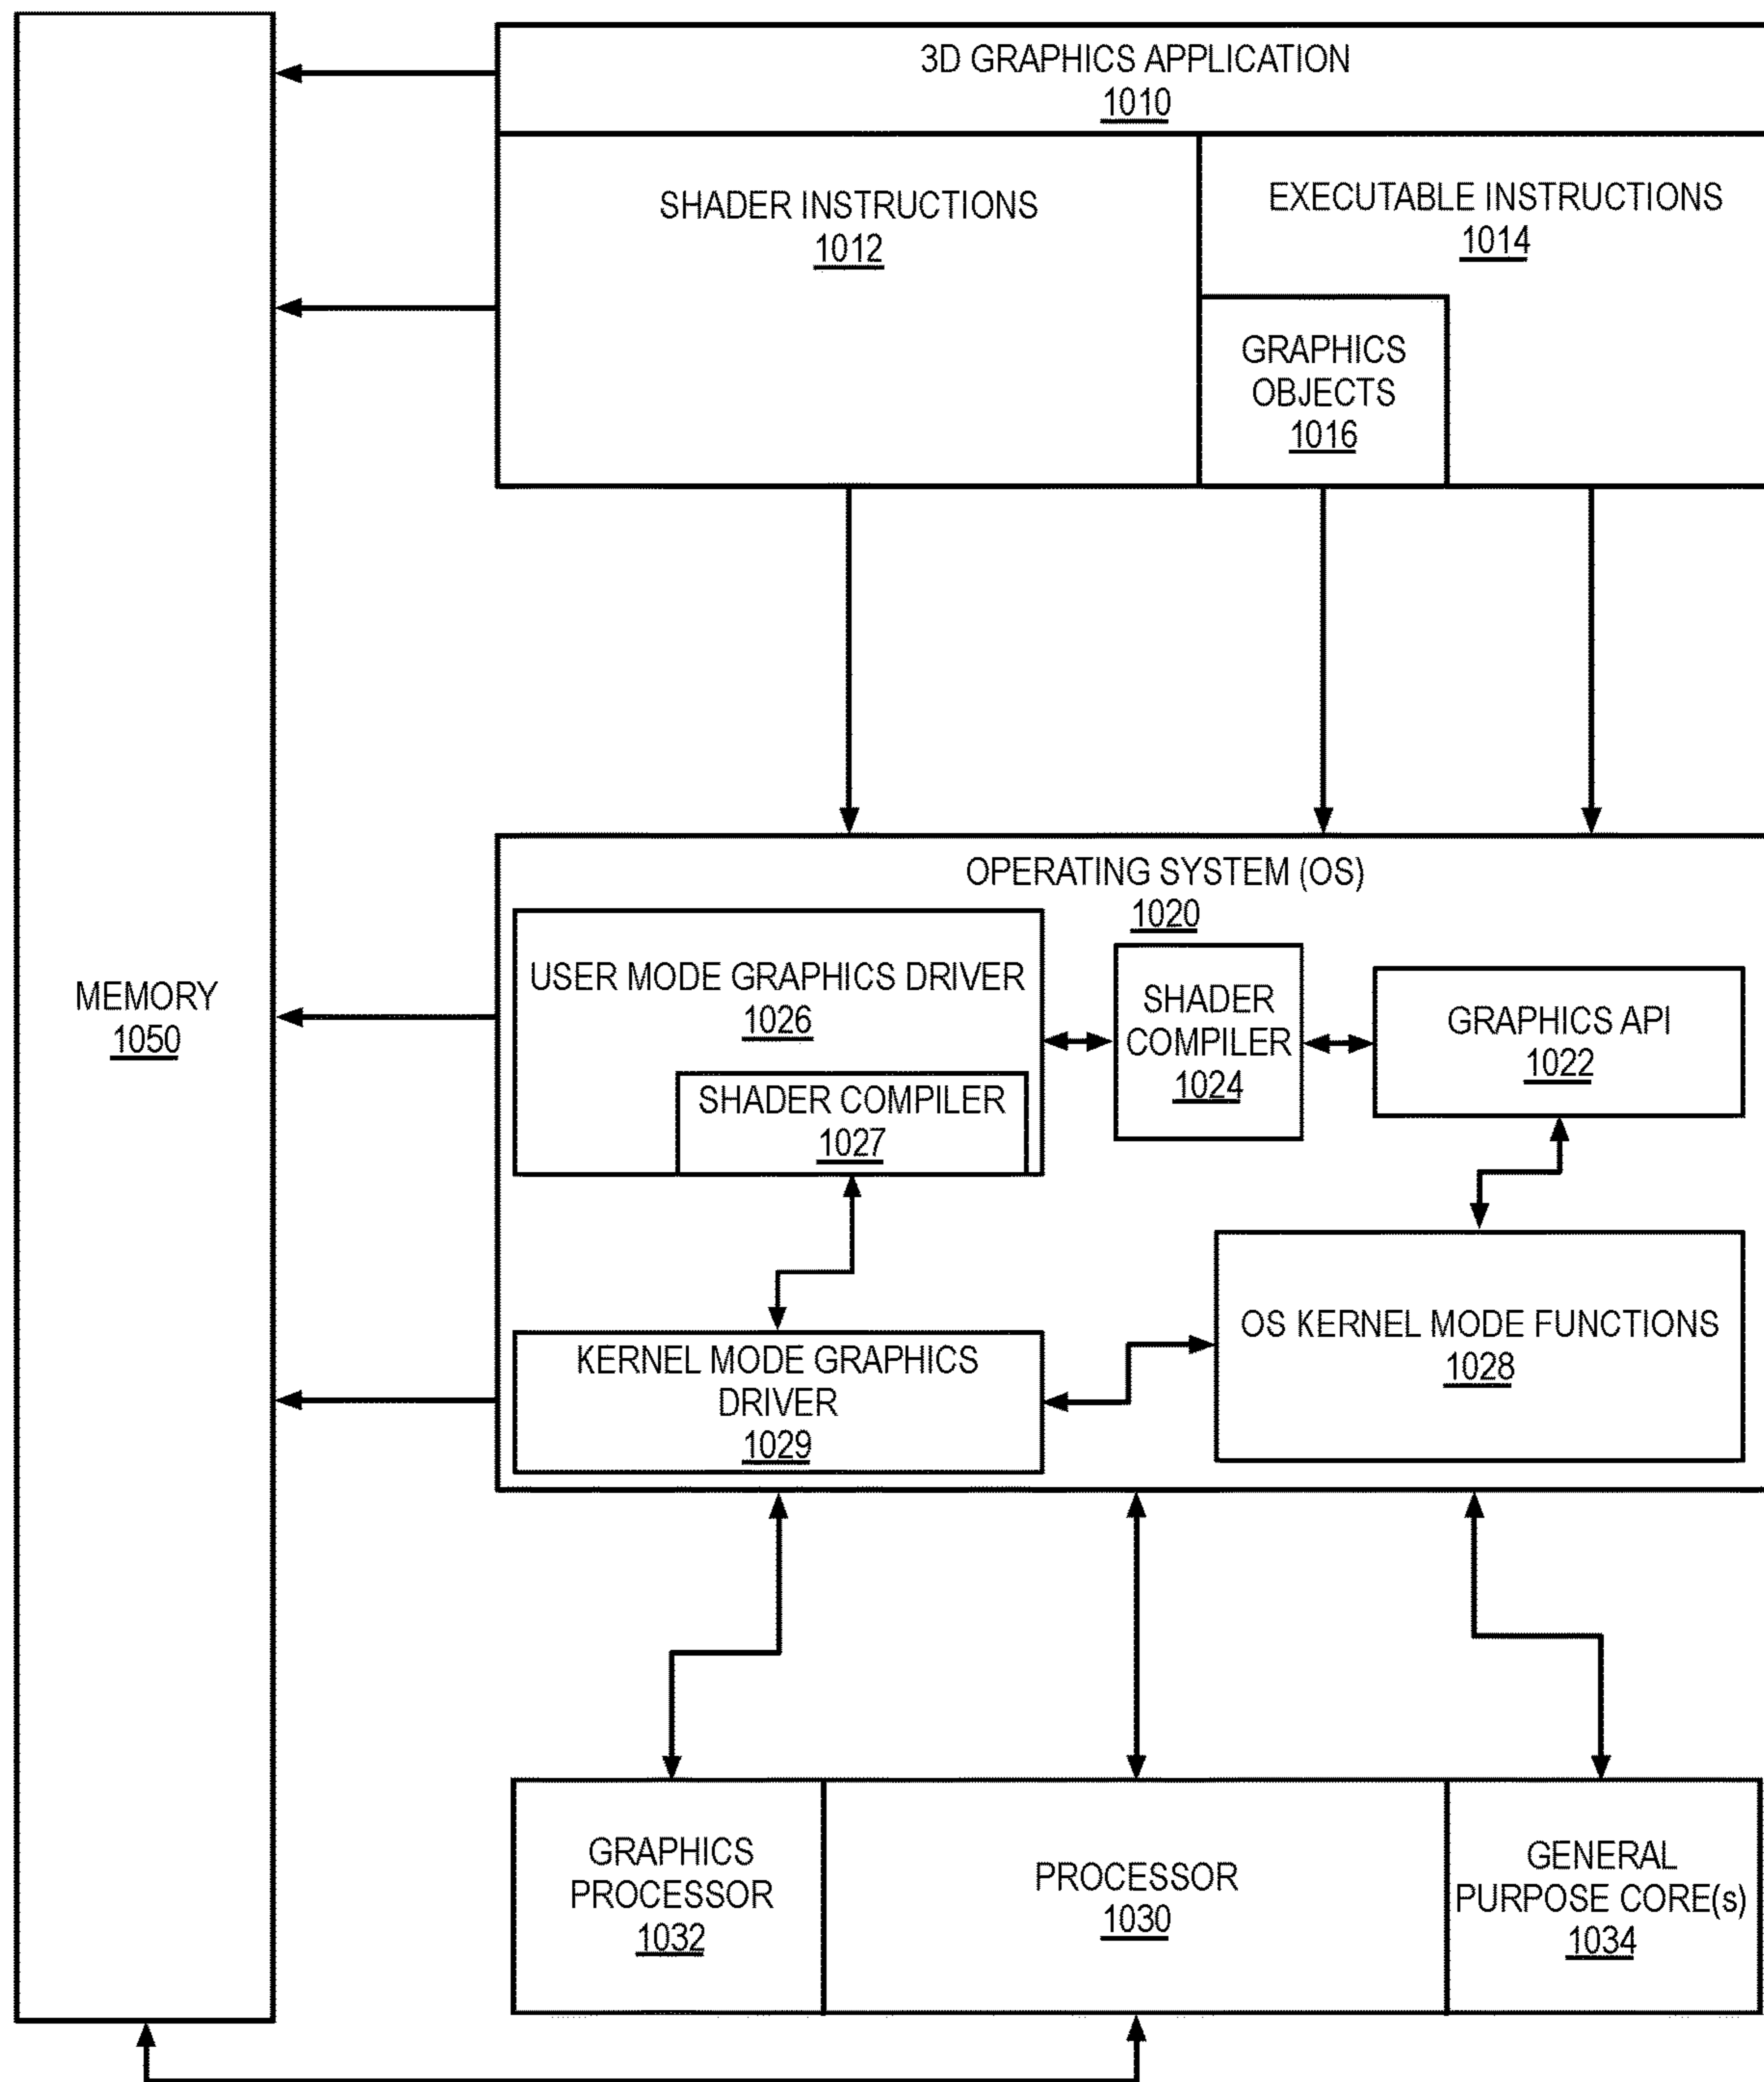 3D GRAPHICS APPLICATION
1010
SHADER INSTRUCTIONS
1012
EXECUTABLE INSTRUCTIONS
1014
GRAPHICS
OBJECTS
1016
MEMORY
1050
OPERATING SYSTEM (OS)
1020
USER MODE GRAPHICS DRIVER
1026
SHADER COMPILER
1027
SHADER
COMPILER
1024
GRAPHICS API
1022
KERNEL MODE GRAPHICS
DRIVER
1029
OS KERNEL MODE FUNCTIONS
1028
GRAPHICS
PROCESSOR
1032
PROCESSOR
1030
GENERAL
PURPOSE CORE(s)
1034